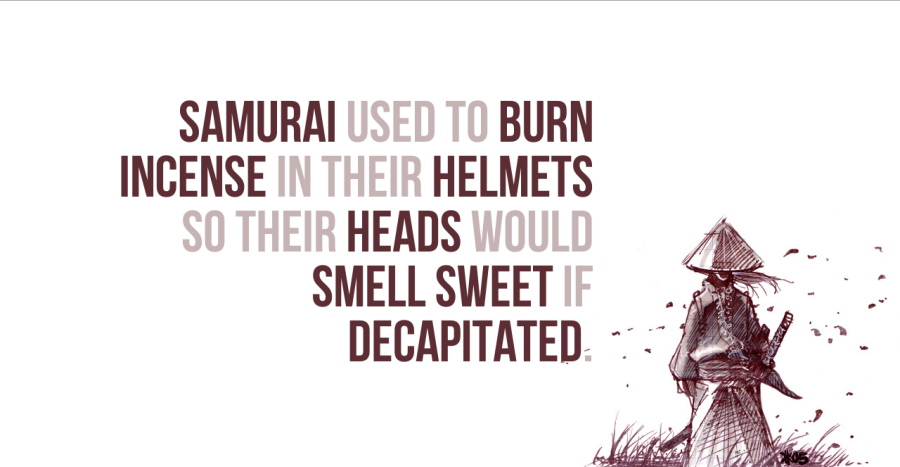 SAMURAI USED TO BURN
INCENSE IN THEIR HELMETS
SO THEIR HEADS WOULD
SMELL SWEET IF
DECAPITATED.